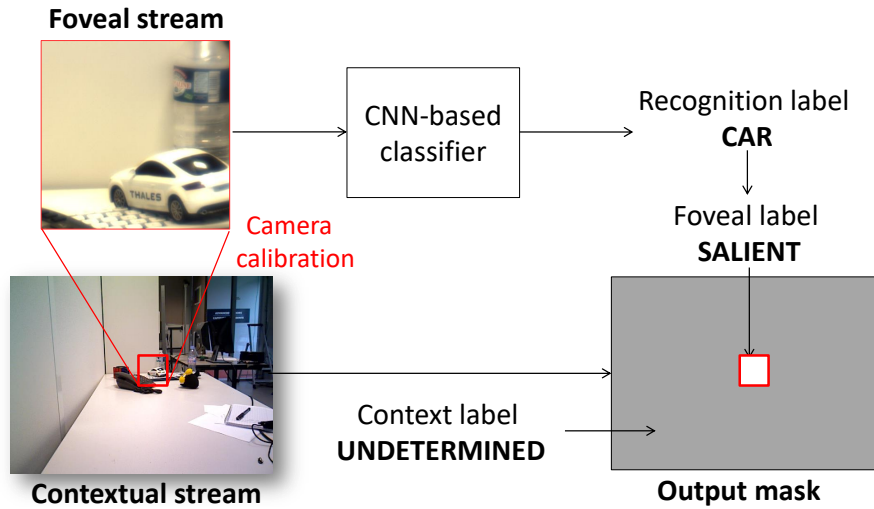 Foveal stream
THALES
CNN-based
classifier
Recognition label
CAR
Foveal label
SALIENT
Camera
calibration
Context label
UNDETERMINED
Contextual stream
Output mask